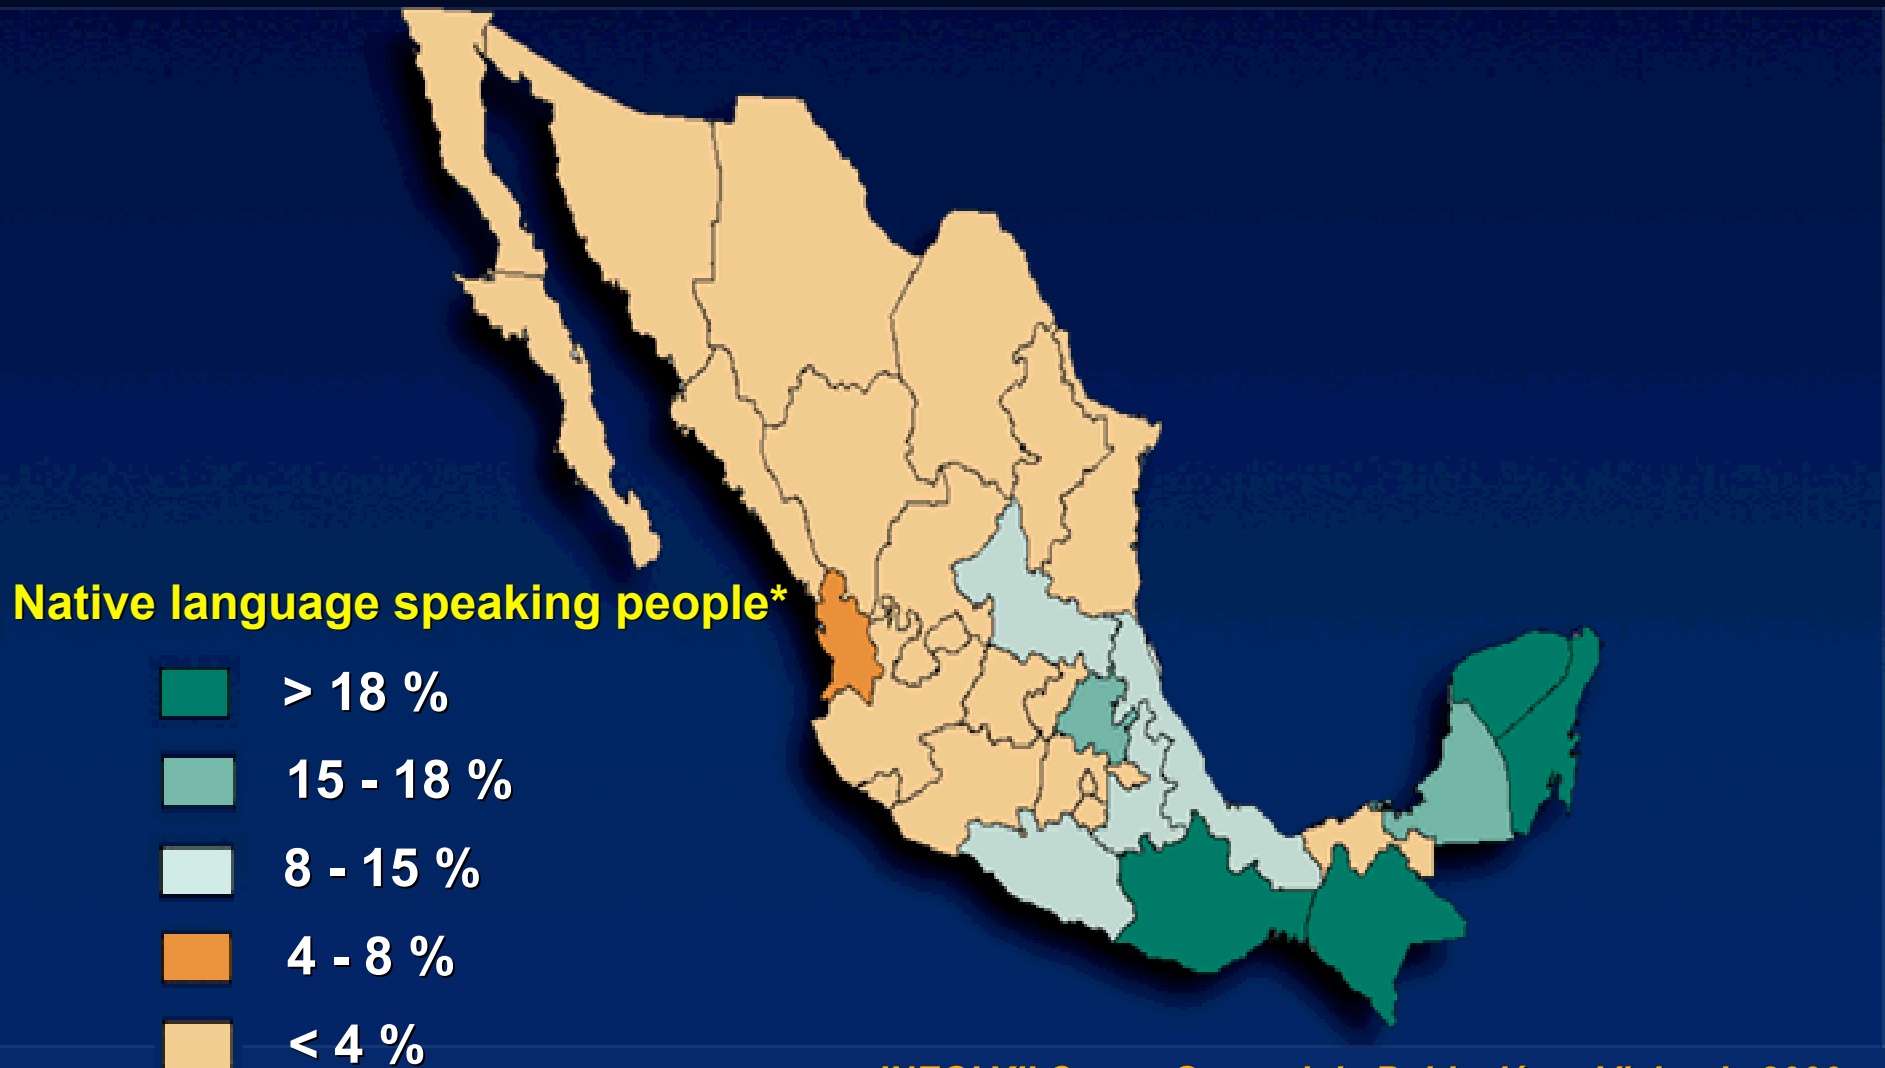 Native language speaking people*
> 18 %
15 - 18 %
8 - 15 %
4 - 8 %
< 4 %